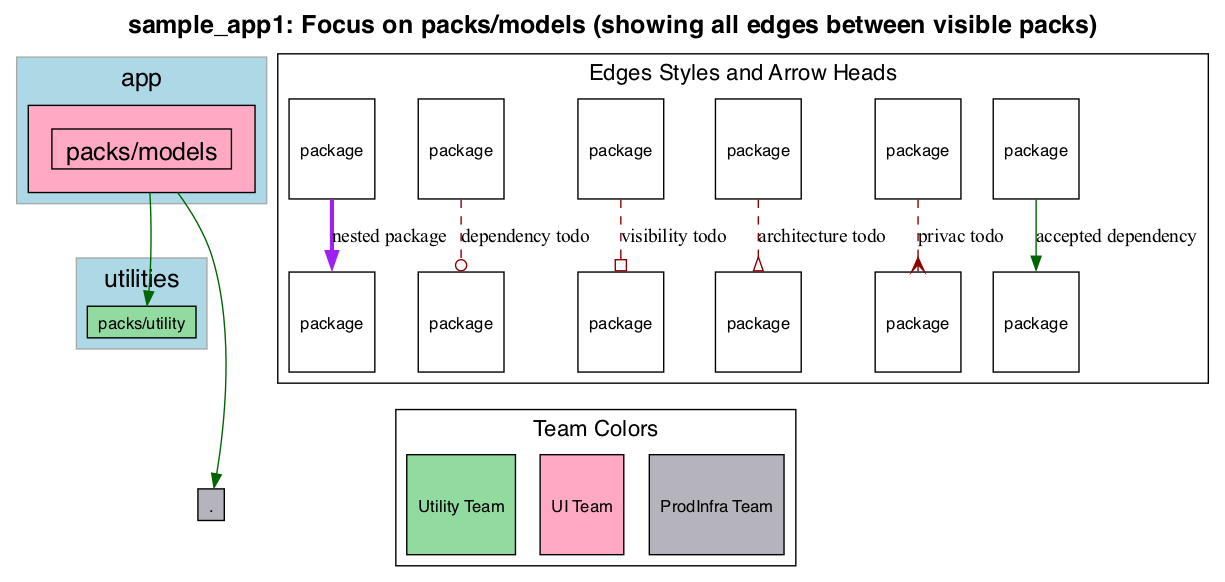 sample_app1: Focus on packs/models (showing all edges between visible packs)
app
packs/models
utilities
packs/utility
.
Edges Styles and Arrow Heads
package package package package package package
nested package dependency todo visibility todo architecture todo privac todo accepted dependency
package package package package package package
Team Colors
Utility Team UI Team ProdInfra Team